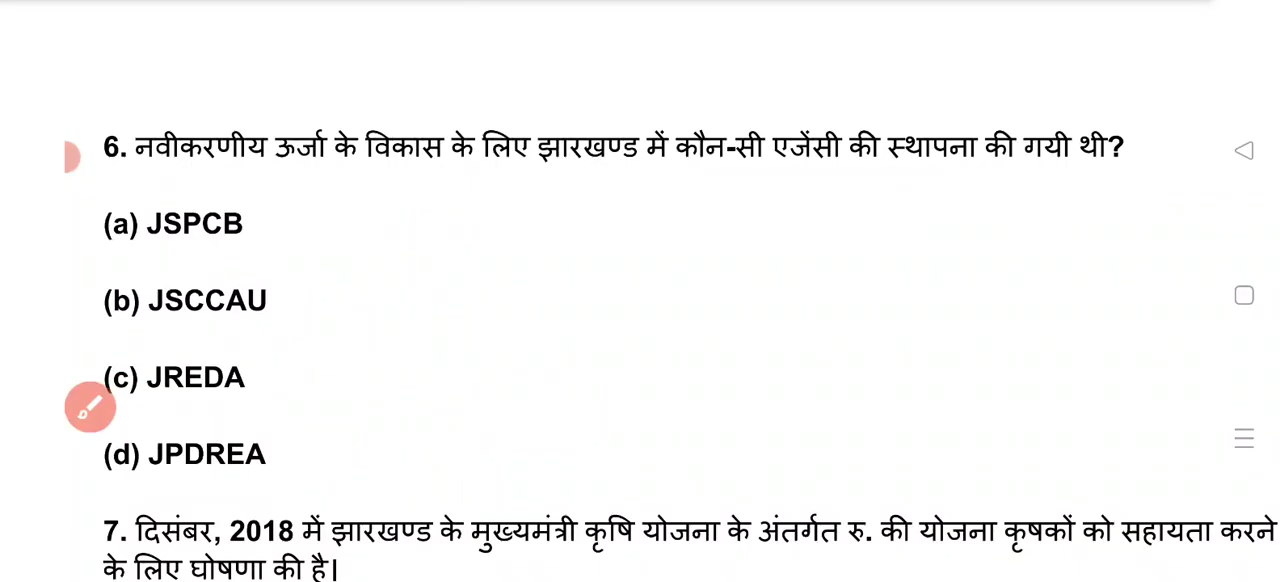 6. नवीकरणीय ऊर्जा के विकास के लिए झारखण्ड में कौन-सी एजेंसी की स्थापना की गयी थी?
(a) JSPCB
(b) JSCCAU
(c) JREDA
(d) JPDREA
7. दिसंबर, 2018 में झारखण्ड के मुख्यमंत्री कृषि योजना के अंतर्गत रु. की योजना कृषकों को सहायता करने
के लिए घोषणा की है|